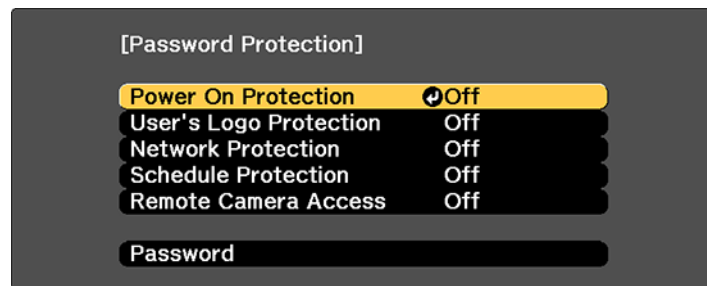 [Password Protection]
Power On Protection Off
User's Logo Protection Off
Network Protection Off
Schedule Protection Off
Remote Camera Access Off
Password